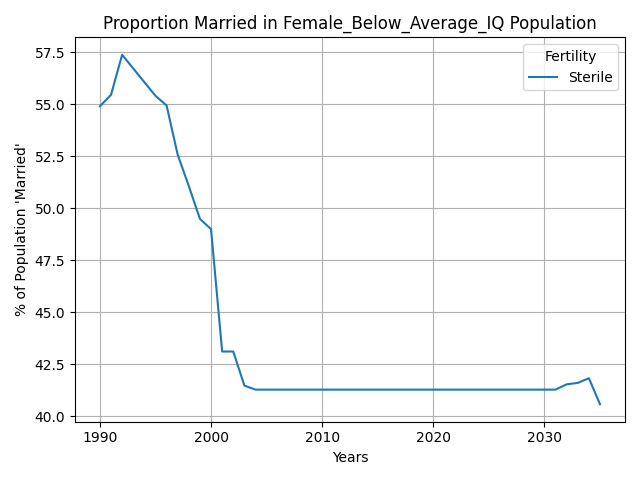 Proportion Married in Female_Below_Average_IQ Population
Fertility
Sterile
57.5
55.0
52.5
50.0
47.5
45.0
42.5
40.0
% of Population 'Married'
1990
2000
2010
2020
2030
Years